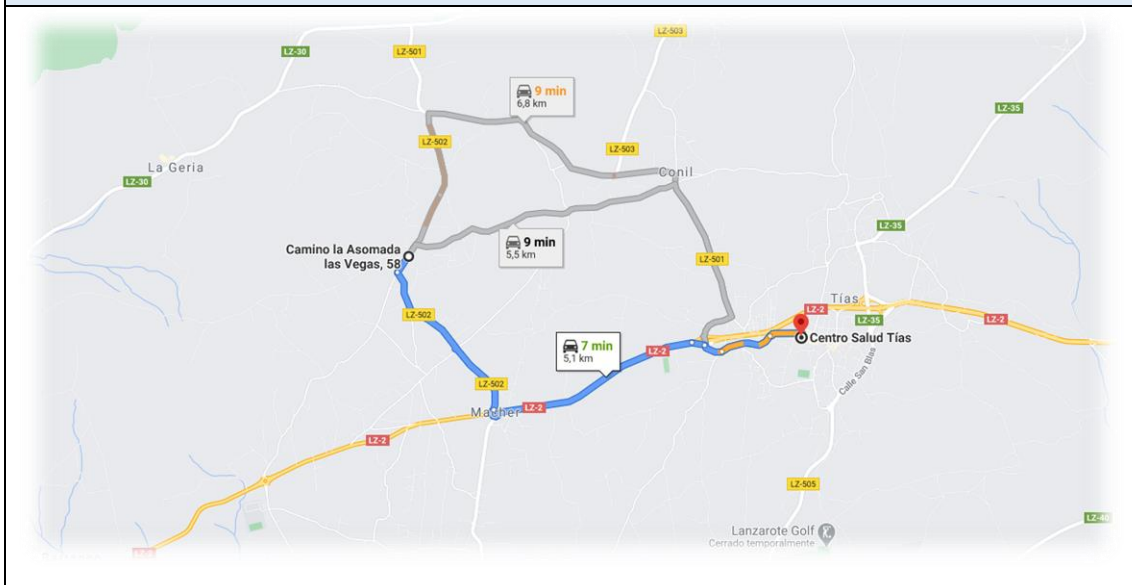 LZ-503
LZ-501
LZ-30
9 min
6,8 km
LZ-35
LZ-502
LZ-503
La Geria
Conil
LZ-30
LZ-35
9 min
5,5 km
Camino la Asomada
las Vegas, 58
LZ-501
Tías
LZ-2
LZ-502
LZ-35
LZ-2
Centro Salud Tías
7 min
5,1 km
LZ-2
Calle San Blas
LZ-502
Mácher
LZ-2
LZ-2
LZ-505
LZ-40
Lanzarote Golf
Cerrado temporalmente